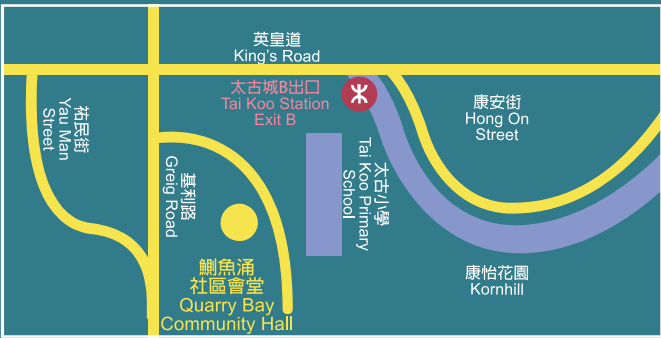 英皇道
King's Road
太古城B出口
Tai Koo Station
Exit B
康安街
Hong On
Street
祐民街
Yau Man
Street
基利路
Greig Road
太古小學
Tai Koo Primary
School
鰂魚涌
社區會堂
Quarry Bay
Community Hall
康怡花園
Kornhill